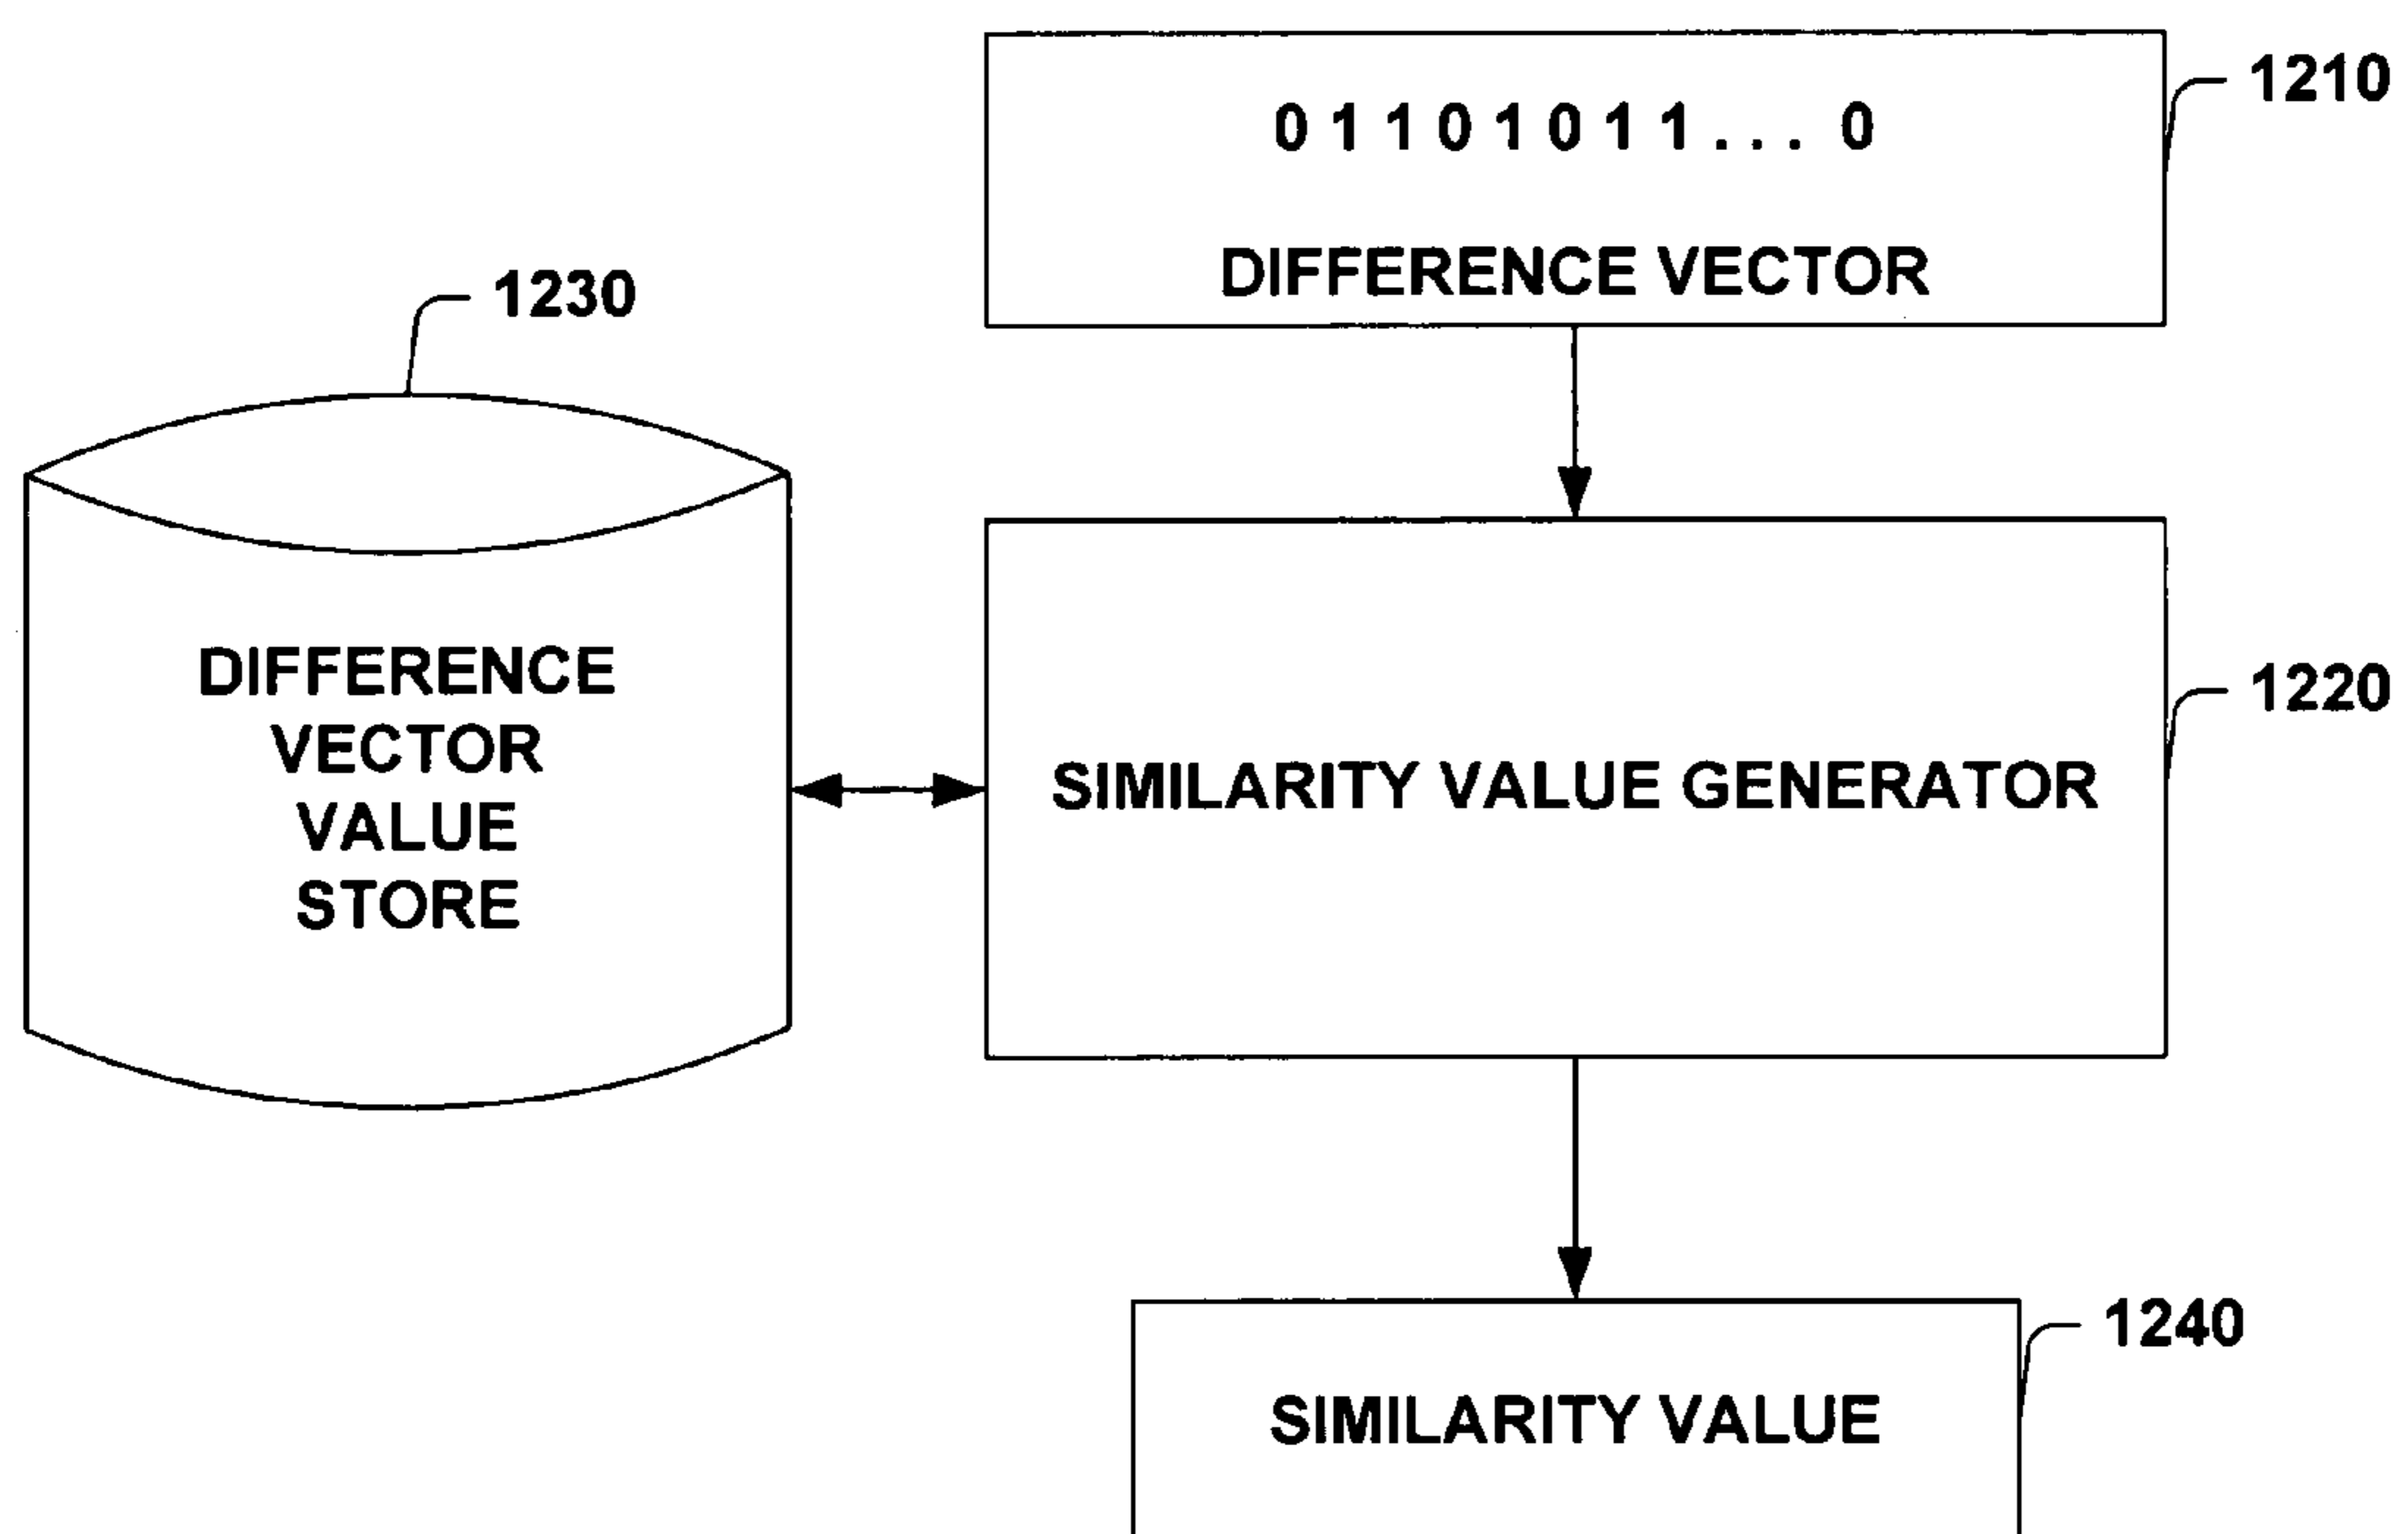 1210
0 1 1 0 1 0 1 1 . . . 0
DIFFERENCE VECTOR
1230
DIFFERENCE
VECTOR
VALUE
STORE
1220
SIMILARITY VALUE GENERATOR
1240
SIMILARITY VALUE